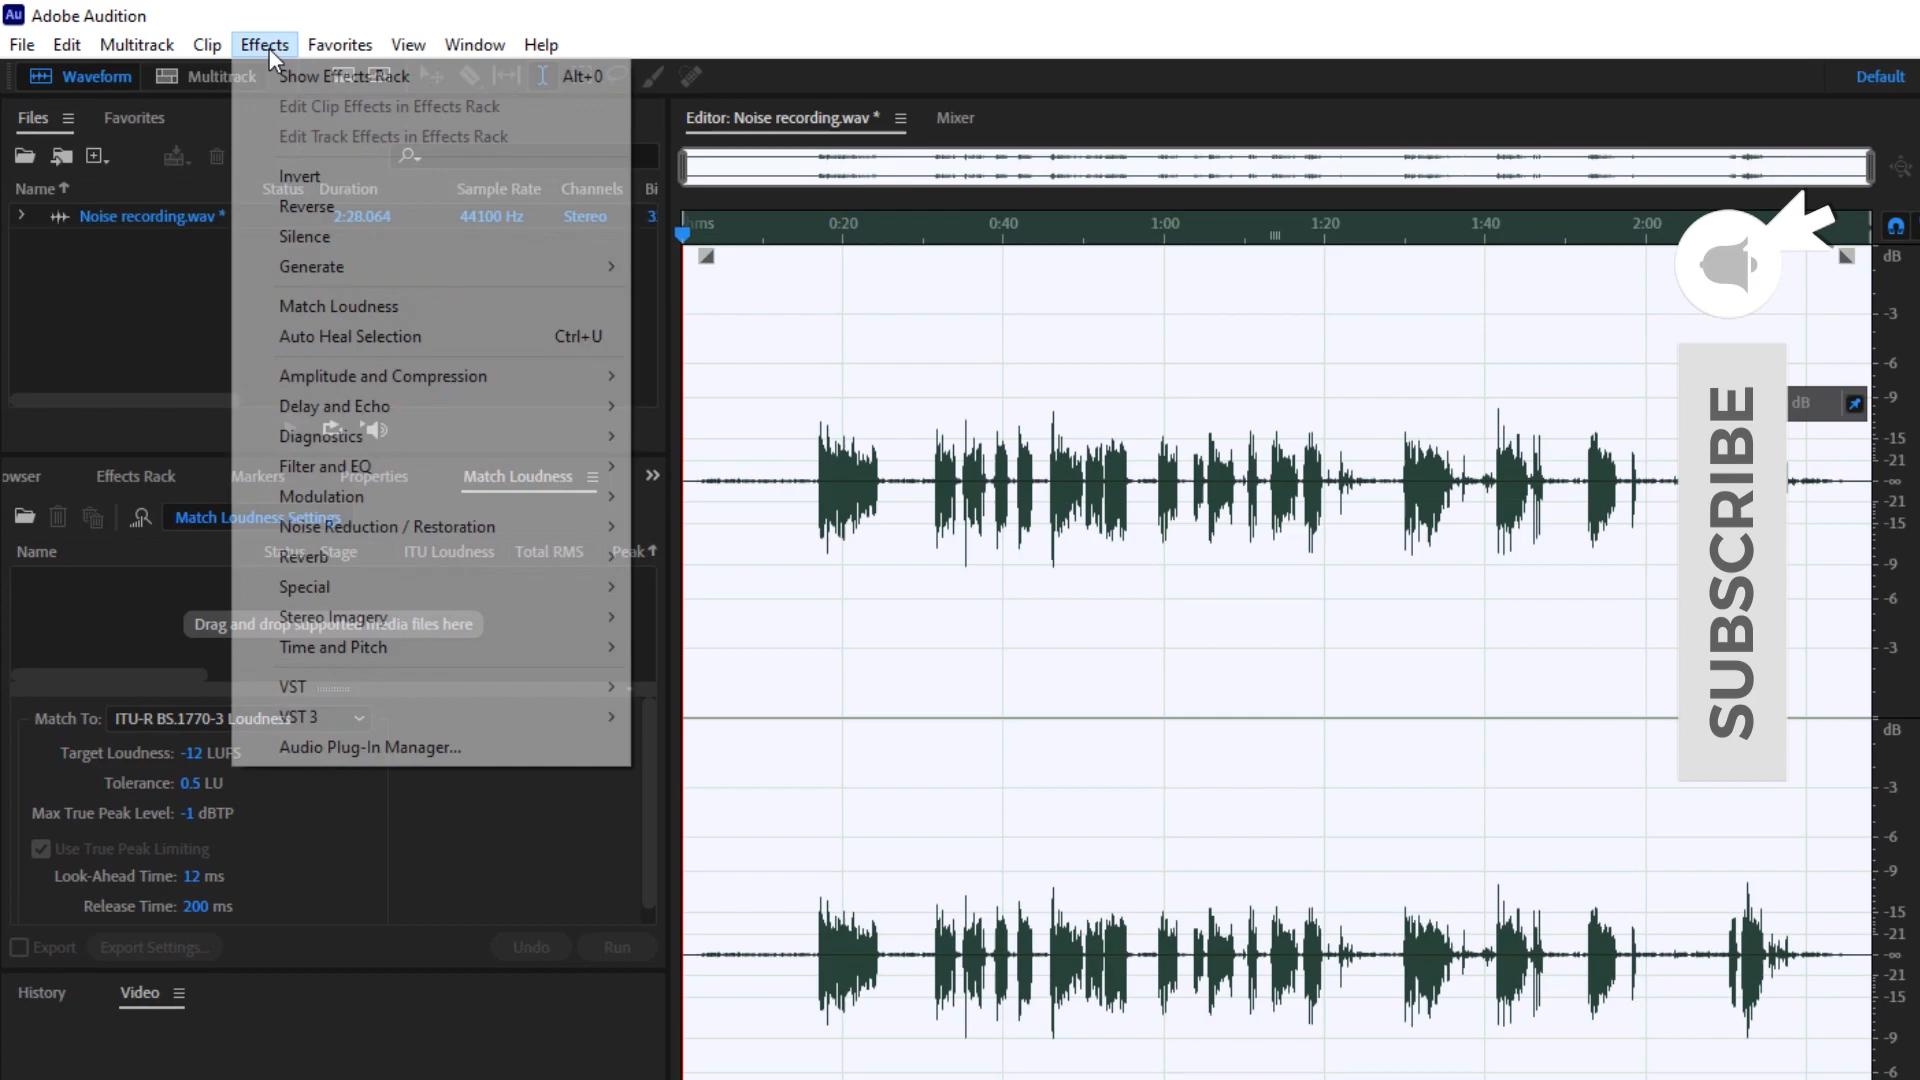 Adobe Audition
File Edit Multitrack Clip Effects Favorites View Window Help
Waveform Multitrack Default
Show Effects Rack Alt+0
Edit Clip Effects in Effects Rack
Edit Track Effects in Effects Rack
Invert
Reverse
Silence
Generate
Match Loudness
Auto Heal Selection Ctrl+U
Amplitude and Compression
Delay and Echo
Diagnostics
Filter and EQ
Modulation
Noise Reduction / Restoration
Reverb
Special
Stereo Imagery
Time and Pitch
VST
VST 3
Audio Plug-In Manager...
Files Favorites
Name Status Duration Sample Rate Channels Bi
Noise recording.wav * 2:28.064 44100 Hz Stereo 3
owser Effects Rack Markers Properties Match Loudness
Match Loudness Settings
Name Status Stage ITU Loudness Total RMS Peak
Drag and drop supported media files here
Match To: ITU-R BS.1770-3 Loudness
Target Loudness: -12 LUFS
Tolerance: 0.5 LU
Max True Peak Level: -1 dBTP
Use True Peak Limiting
Look-Ahead Time: 12 ms
Release Time: 200 ms
Export Export Settings... Undo Run
History Video
Editor: Noise recording.wav * Mixer
hms 0:20 0:40 1:00 1:20 1:40 2:00
dB
-3
-6
-9
-15
-21
-∞
-21
-15
-9
-6
-3
dB
-3
-6
-9
-15
-21
-∞
-21
-15
-9
-6
dB
SUBSCRIBE